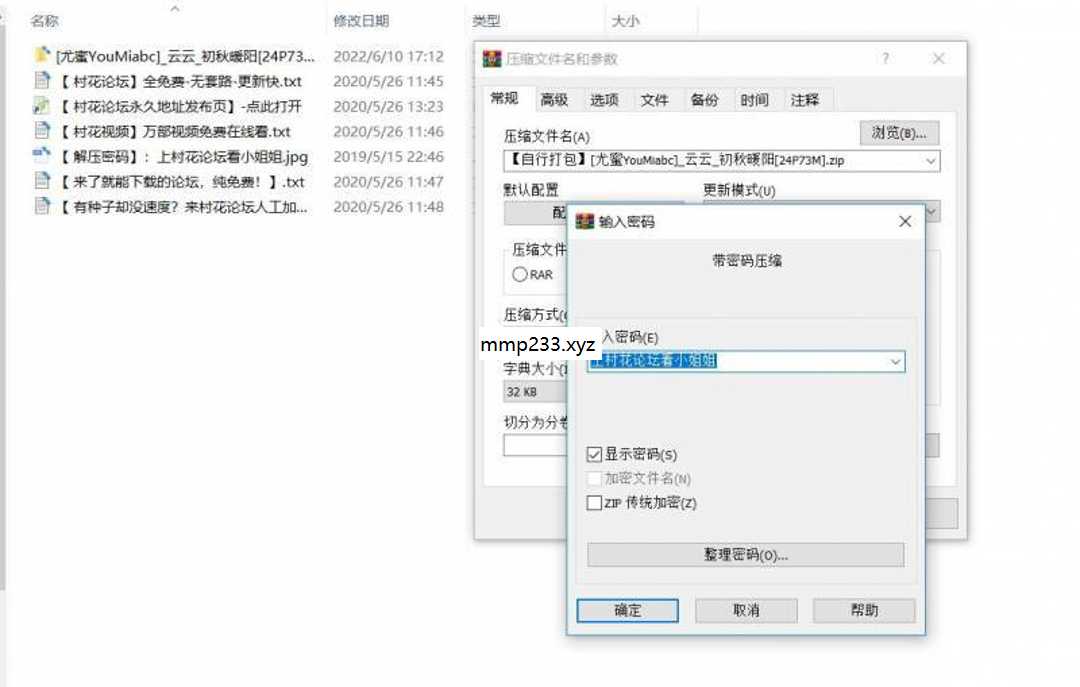 名称 修改日期 类型 大小
[尤蜜YouMiabc]_云云_初秋暖阳[24P73... 2022/6/10 17:12
【 村花论坛】全免费-无套路-更新快.txt 2020/5/26 11:45
【 村花论坛永久地址发布页】-点此打开 2020/5/26 13:23
【 村花视频】万部视频免费在线看.txt 2020/5/26 11:46
【 解压密码】：上村花论坛看小姐姐.jpg 2019/5/15 22:46
【 来了就能下载的论坛，纯免费！】.txt 2020/5/26 11:47
【 有种子却没速度？来村花论坛人工加... 2020/5/26 11:48
压缩文件名和参数 ?
常规 高级 选项 文件 备份 时间 注释
压缩文件名(A) 浏览(B)...
【自行打包】[尤蜜YouMiabc]_云云_初秋暖阳[24P73M].zip
默认配置 更新模式(U)
配
压缩文件
RAR
压缩方式(
字典大小(
32 KB
切分为分
输入密码
带密码压缩
入密码(E)
mmp233.xyz
上村花论坛看小姐姐
显示密码(S)
加密文件名(N)
ZIP 传统加密(Z)
整理密码(O)...
确定 取消 帮助